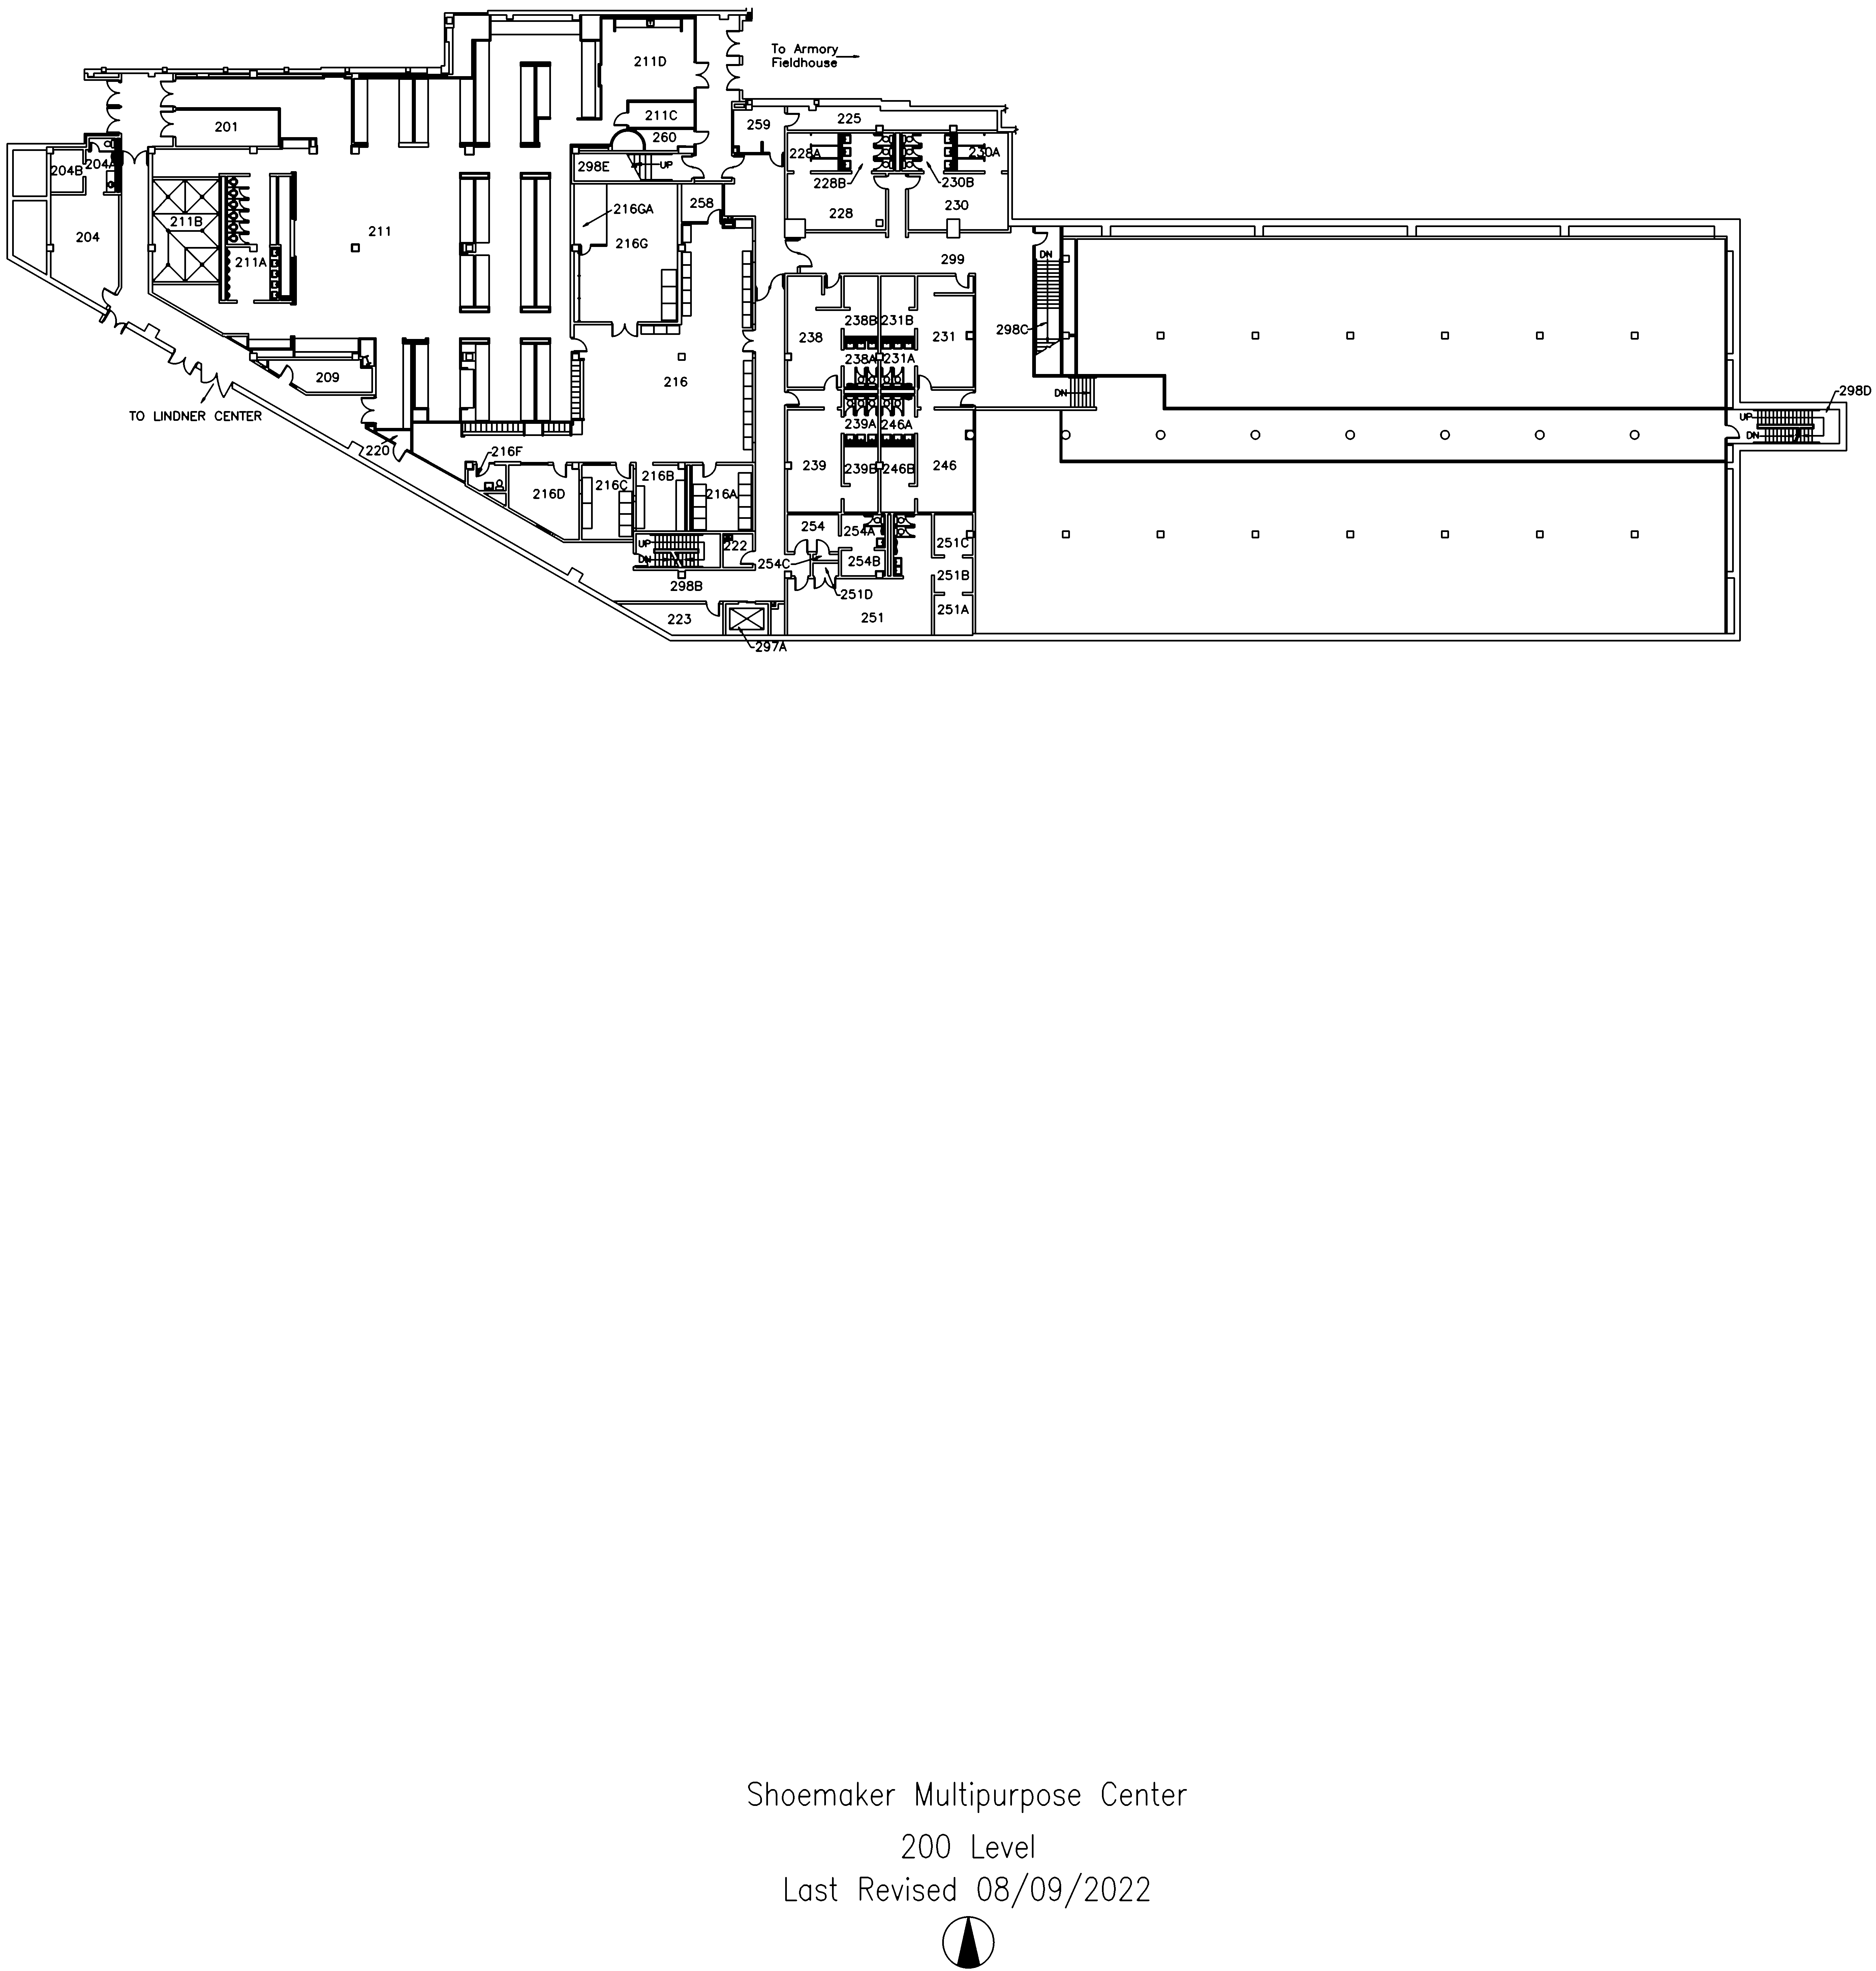 To Armory
Fieldhouse
211D
211C
260
259
225
201
204B
204A
298E
UP
228A
230A
228B
230B
216GA
258
228
230
204
211B
211
211A
216G
299
DN
298C
238
238B
231B
231
238A
231A
209
216
TO LINDNER CENTER
DN
298D
UP
DN
239A
246A
220
216F
239
239B
246B
246
216D
216C
216B
216A
254
254A
251C
UP
DN
222
254C
254B
251B
298B
251D
251A
223
251
297A
Shoemaker Multipurpose Center
200 Level
Last Revised 08/09/2022